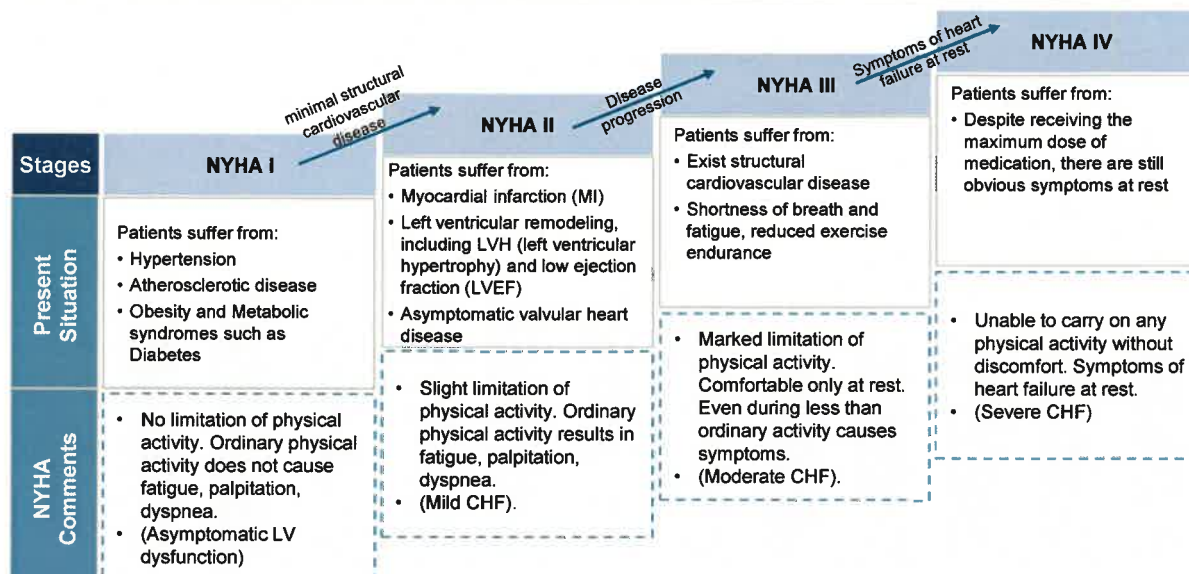 Stages
NYHA I
minimal structural
cardiovascular
disease
NYHA II
Disease
progression
NYHA III
Symptoms of heart
failure at rest
NYHA IV
Present
Situation
Patients suffer from:
• Hypertension
• Atherosclerotic disease
• Obesity and Metabolic
syndromes such as
Diabetes
Patients suffer from:
• Myocardial infarction (MI)
• Left ventricular remodeling,
including LVH (left ventricular
hypertrophy) and low ejection
fraction (LVEF)
• Asymptomatic valvular heart
disease
Patients suffer from:
• Exist structural
cardiovascular disease
• Shortness of breath and
fatigue, reduced exercise
endurance
Patients suffer from:
• Despite receiving the
maximum dose of
medication, there are still
obvious symptoms at rest
NYHA
Comments
• No limitation of physical
activity. Ordinary physical
activity does not cause
fatigue, palpitation,
dyspnea.
• (Asymptomatic LV
dysfunction)
• Slight limitation of
physical activity. Ordinary
physical activity results in
fatigue, palpitation,
dyspnea.
• (Mild CHF).
• Marked limitation of
physical activity.
Comfortable only at rest.
Even during less than
ordinary activity causes
symptoms.
• (Moderate CHF).
• Unable to carry on any
physical activity without
discomfort. Symptoms of
heart failure at rest.
• (Severe CHF)